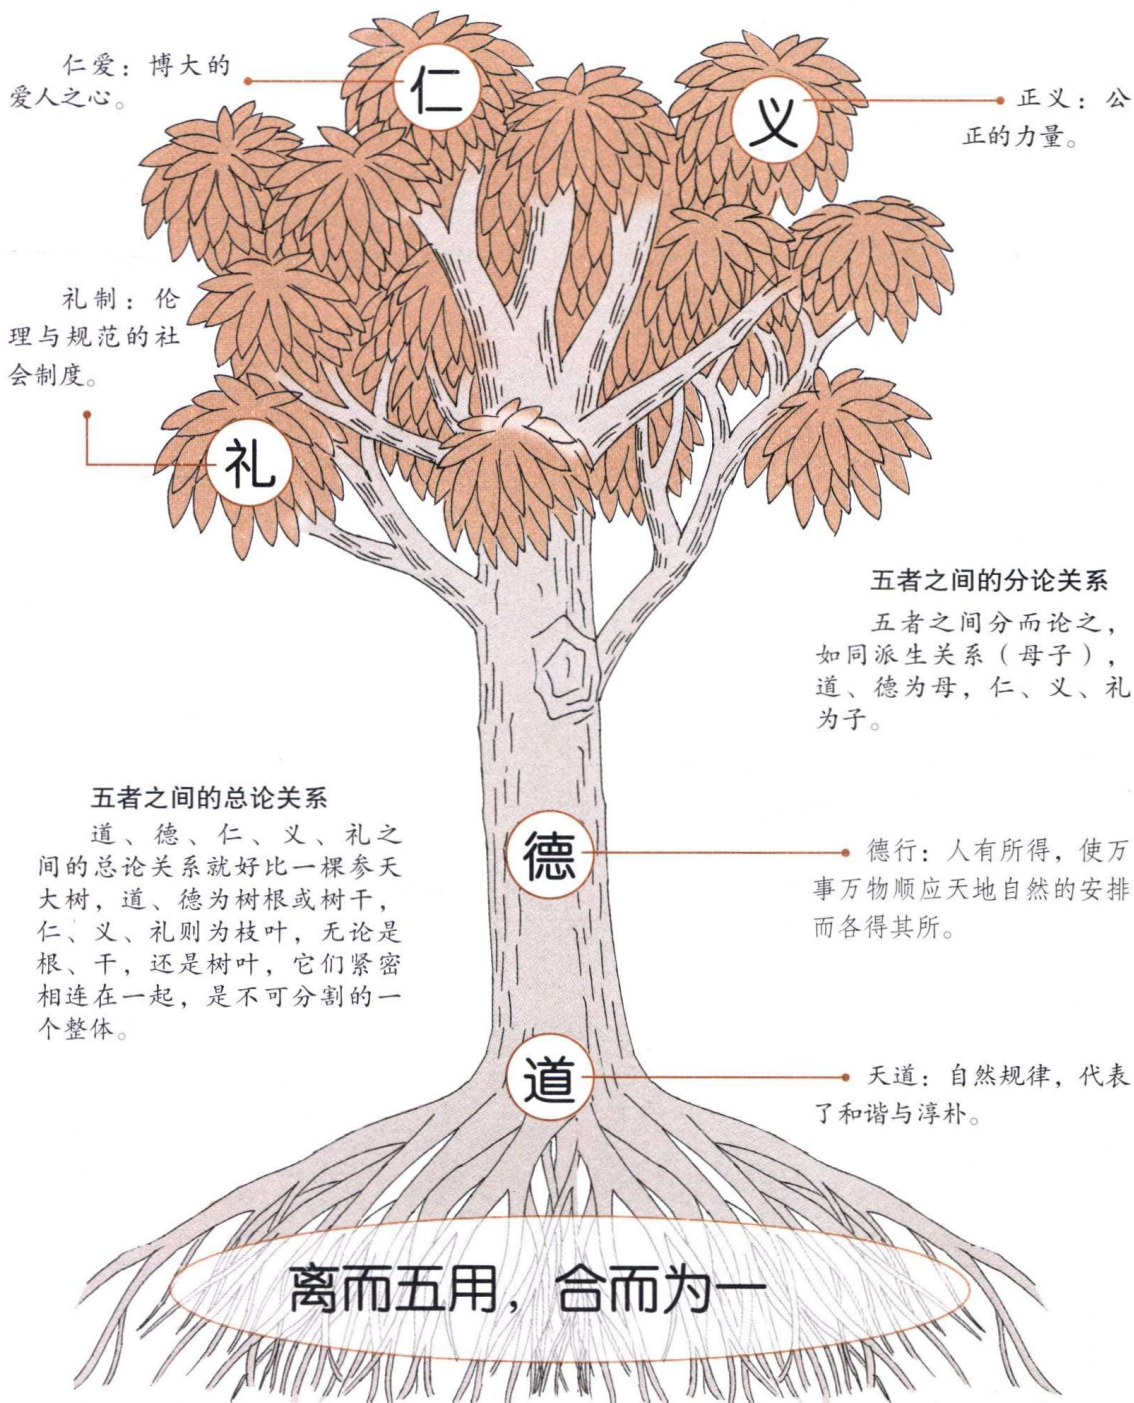 仁爱：博大的
爱人之心。
仁
义
正义：公
正的力量。
礼制：伦
理与规范的社
会制度。
礼
五者之间的分论关系
五者之间分而论之，
如同派生关系（母子），
道、德为母，仁、义、礼
为子。
五者之间的总论关系
道、德、仁、义、礼之
间的总论关系就好比一棵参天
大树，道、德为树根或树干，
仁、义、礼则为枝叶，无论是
根、干，还是树叶，它们紧密
相连在一起，是不可分割的一
个整体。
德
德行：人有所得，使万
事万物顺应天地自然的安排
而各得其所。
道
天道：自然规律，代表
了和谐与淳朴。
离而五用，合而为一